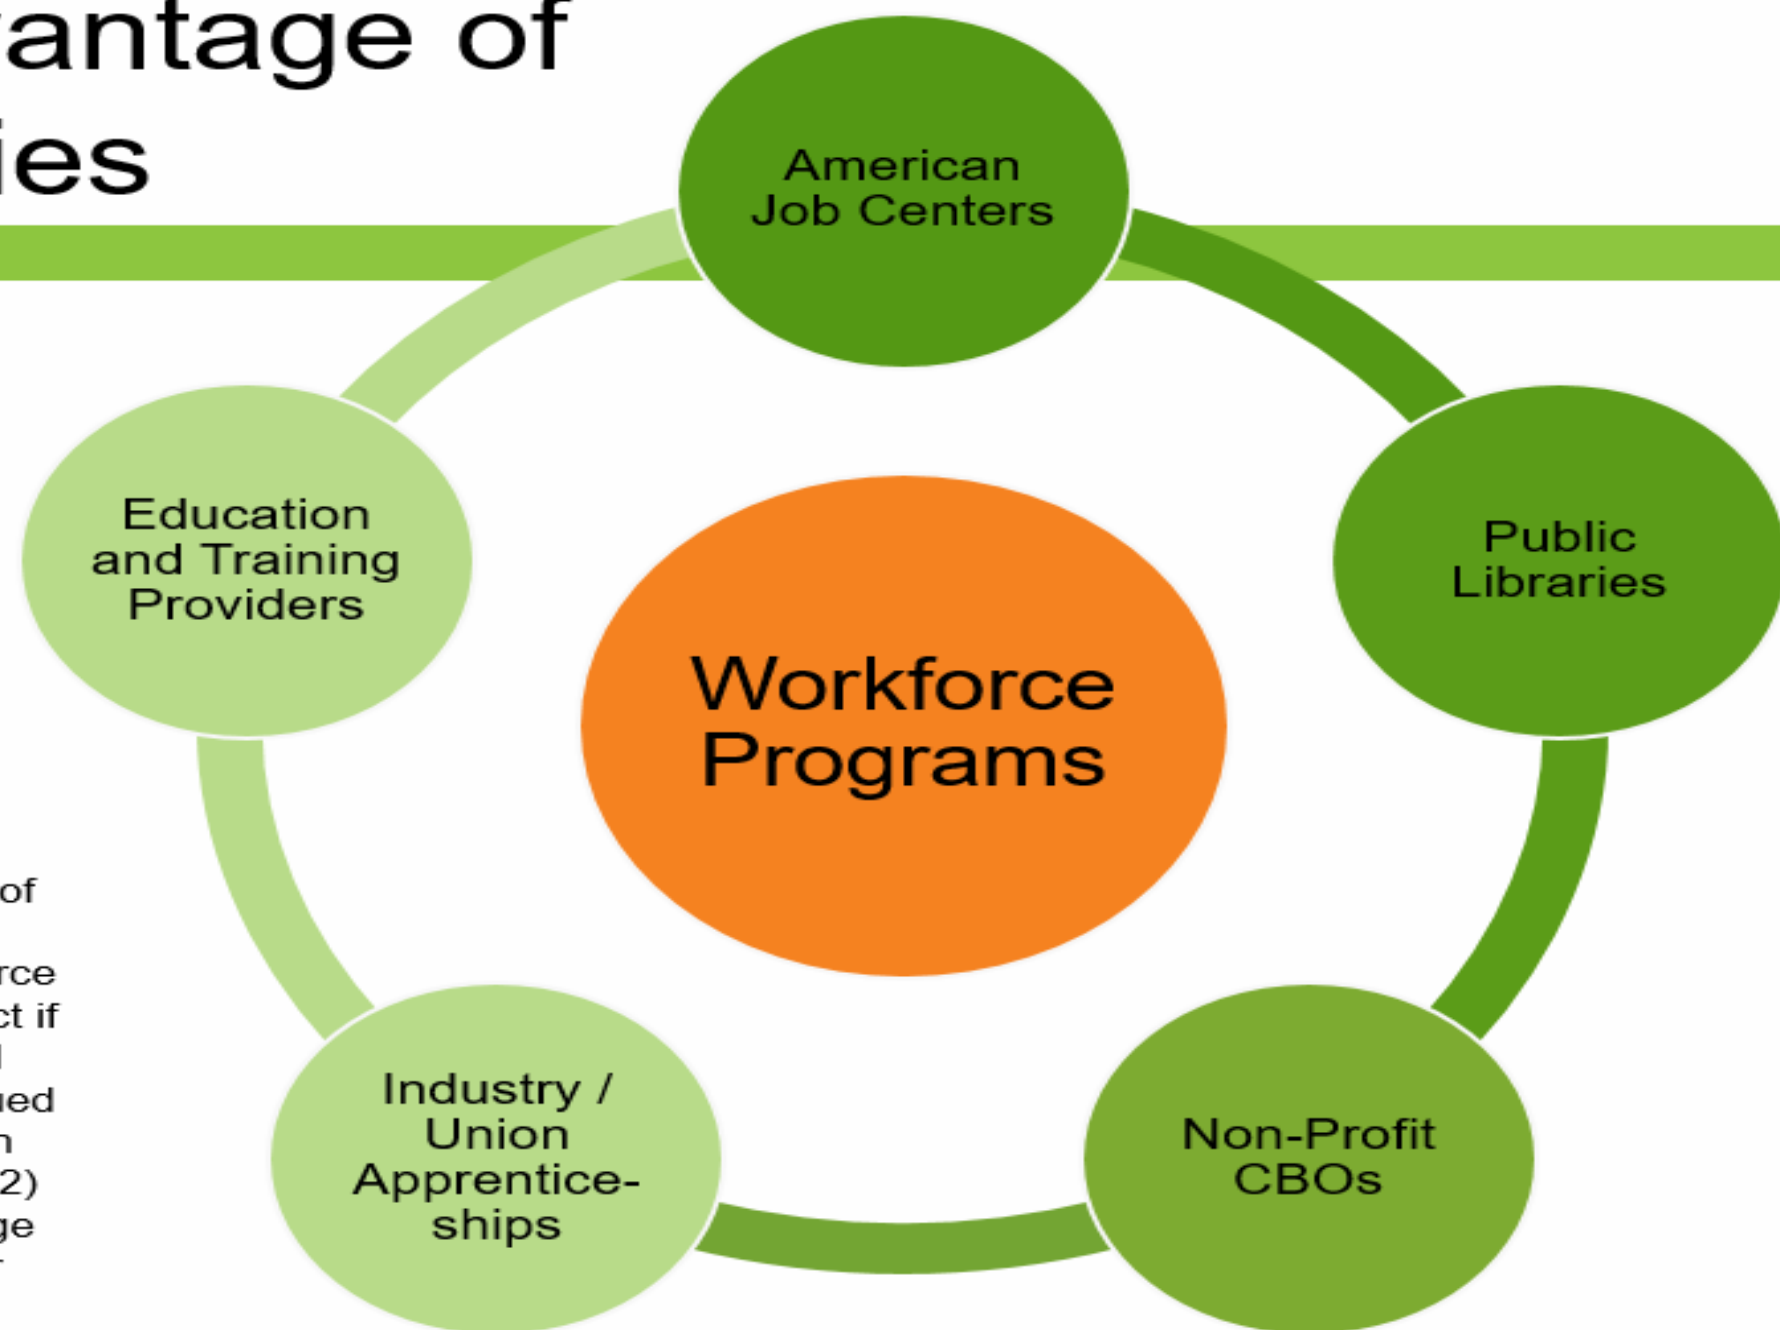 antage of
ies
American
Job Centers
Education
and Training
Providers
Public
Libraries
Workforce
Programs
of
rce
ct if
ued
2)
ge
Industry /
Union
Apprentice-
ships
Non-Profit
CBOs